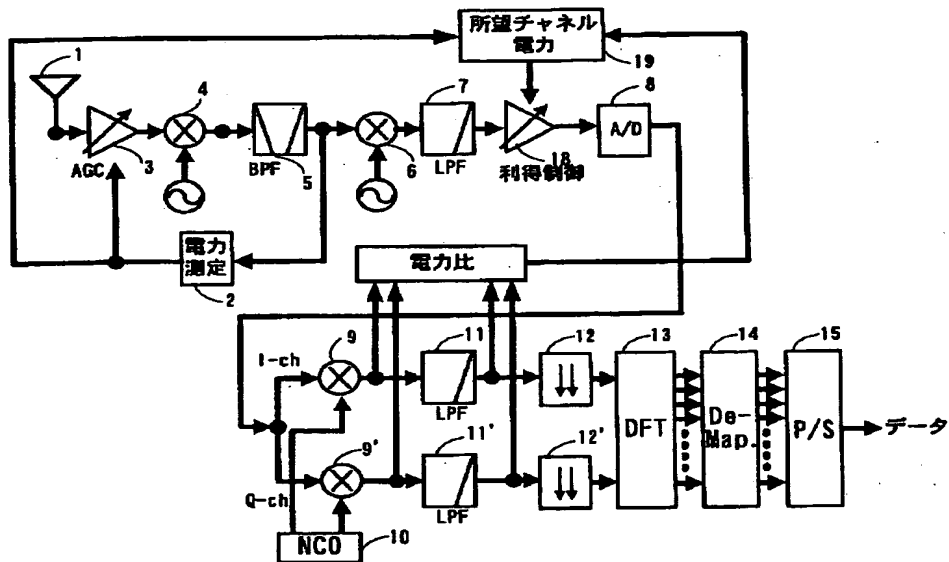 所望チャネル
電力
19
1
4
7
8
A/D
3
AGC
BPF
5
6
LPF
18
利得制御
電力
測定
2
電力比
9
11
12
13
14
15
I-ch
LPF
DFT
De-
Map.
P/S
データ
9'
11'
12'
Q-ch
LPF
NCO
10